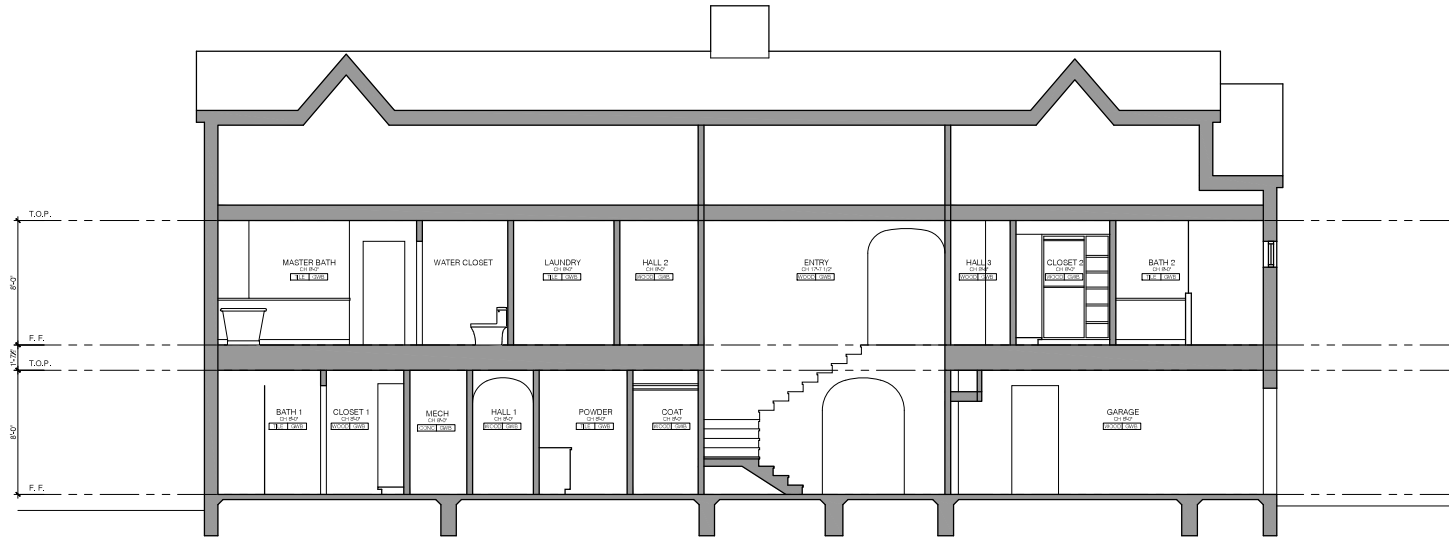 T.O.P.
8'-0"
F. F.
T.O.P.
8'-0"
F. F.
MASTER BATH
CH 8'-0"
TILE GWB
WATER CLOSET
LAUNDRY
CH 8'-0"
TILE GWB
HALL 2
CH 8'-0"
WOOD GWB
ENTRY
CH 17'-7 1/2"
WOOD GWB
HALL 3
CH 8'-0"
WOOD GWB
CLOSET 2
CH 8'-0"
WOOD GWB
BATH 2
CH 8'-0"
TILE GWB
BATH 1
CH 8'-0"
TILE GWB
CLOSET 1
CH 8'-0"
WOOD GWB
MECH
CH 8'-0"
CONC GWB
HALL 1
CH 8'-0"
WOOD GWB
POWDER
CH 8'-0"
TILE GWB
COAT
CH 8'-0"
WOOD GWB
GARAGE
CH 8'-0"
WOOD GWB